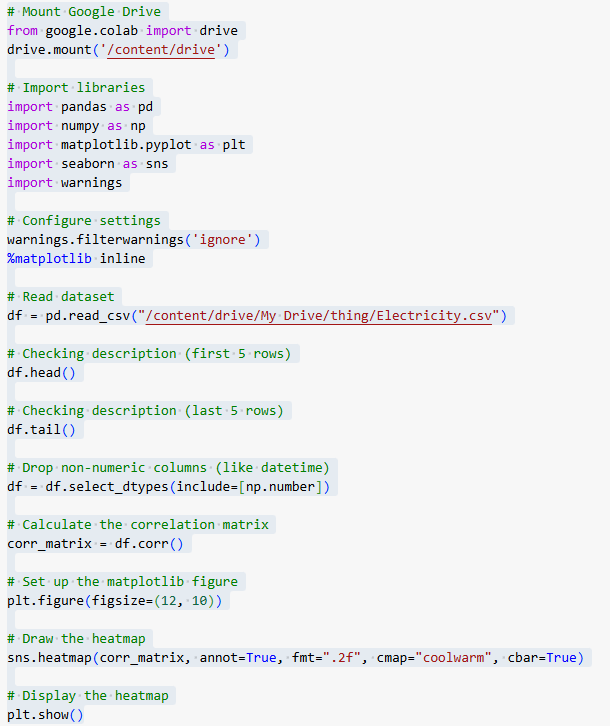 # Mount Google Drive
from google.colab import drive
drive.mount('/content/drive')
# Import libraries
import pandas as pd
import numpy as np
import matplotlib.pyplot as plt
import seaborn as sns
import warnings
# Configure settings
warnings.filterwarnings('ignore')
%matplotlib inline
# Read dataset
df = pd.read_csv("/content/drive/My Drive/thing/Electricity.csv")
# Checking description (first 5 rows)
df.head()
# Checking description (last 5 rows)
df.tail()
# Drop non-numeric columns (like datetime)
df = df.select_dtypes(include=[np.number])
# Calculate the correlation matrix
corr_matrix = df.corr()
# Set up the matplotlib figure
plt.figure(figsize=(12, 10))
# Draw the heatmap
sns.heatmap(corr_matrix, annot=True, fmt=".2f", cmap="coolwarm", cbar=True)
# Display the heatmap
plt.show()